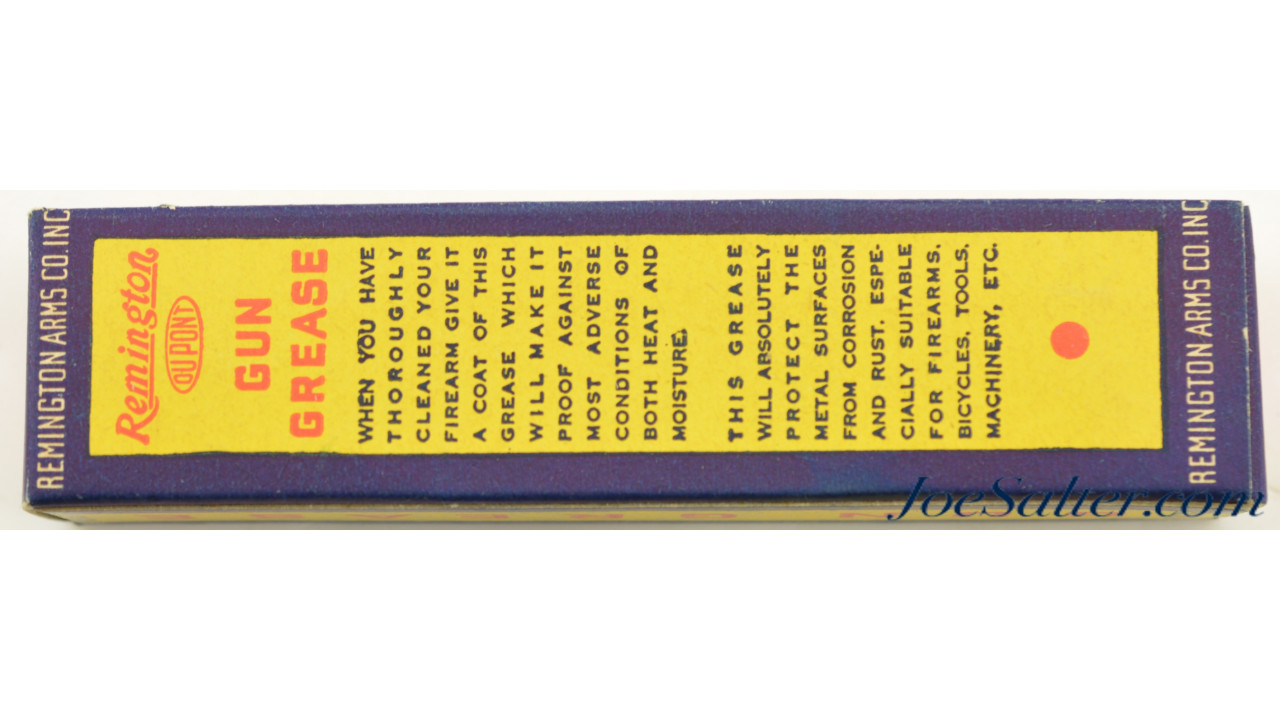 REMINGTON ARMS CO. INC
Remington
DU PONT
GUN
GREASE
WHEN YOU HAVE
THOROUGHLY
CLEANED YOUR
FIREARM GIVE IT
A COAT OF THIS
GREASE WHICH
WILL MAKE IT
PROOF AGAINST
MOST ADVERSE
CONDITIONS OF
BOTH HEAT AND
MOISTURE.
THIS GREASE
WILL ABSOLUTELY
PROTECT THE
METAL SURFACES
FROM CORROSION
AND RUST. ESPE-
CIALLY SUITABLE
FOR FIREARMS,
BICYCLES, TOOLS,
MACHINERY, ETC.
REMINGTON ARMS CO. INC
JoeSalter.com